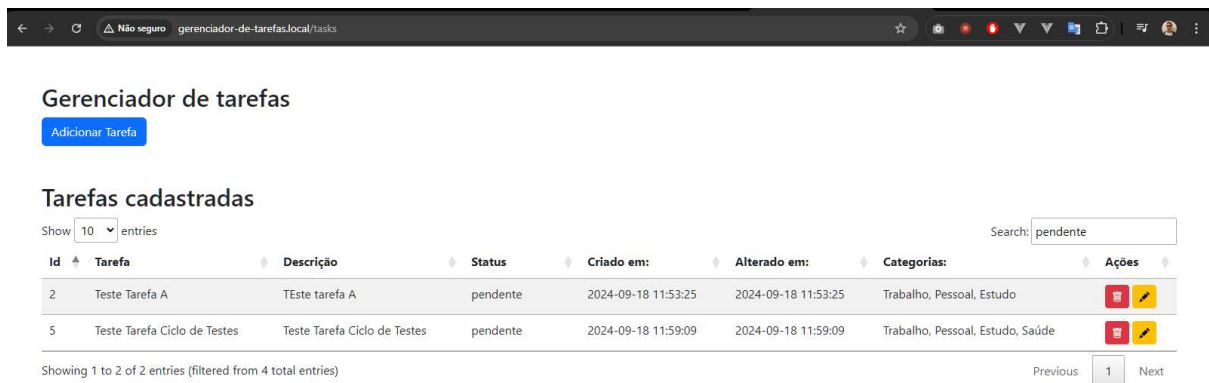 Não seguro gerenciador-de-tarefas.local/tasks
Gerenciador de tarefas
Adicionar Tarefa
Tarefas cadastradas
Show 10 entries Search: pendente
Id Tarefa Descrição Status Criado em: Alterado em: Categorias: Ações
2 Teste Tarefa A TEste tarefa A pendente 2024-09-18 11:53:25 2024-09-18 11:53:25 Trabalho, Pessoal, Estudo
5 Teste Tarefa Ciclo de Testes Teste Tarefa Ciclo de Testes pendente 2024-09-18 11:59:09 2024-09-18 11:59:09 Trabalho, Pessoal, Estudo, Saúde
Showing 1 to 2 of 2 entries (filtered from 4 total entries) Previous 1 Next